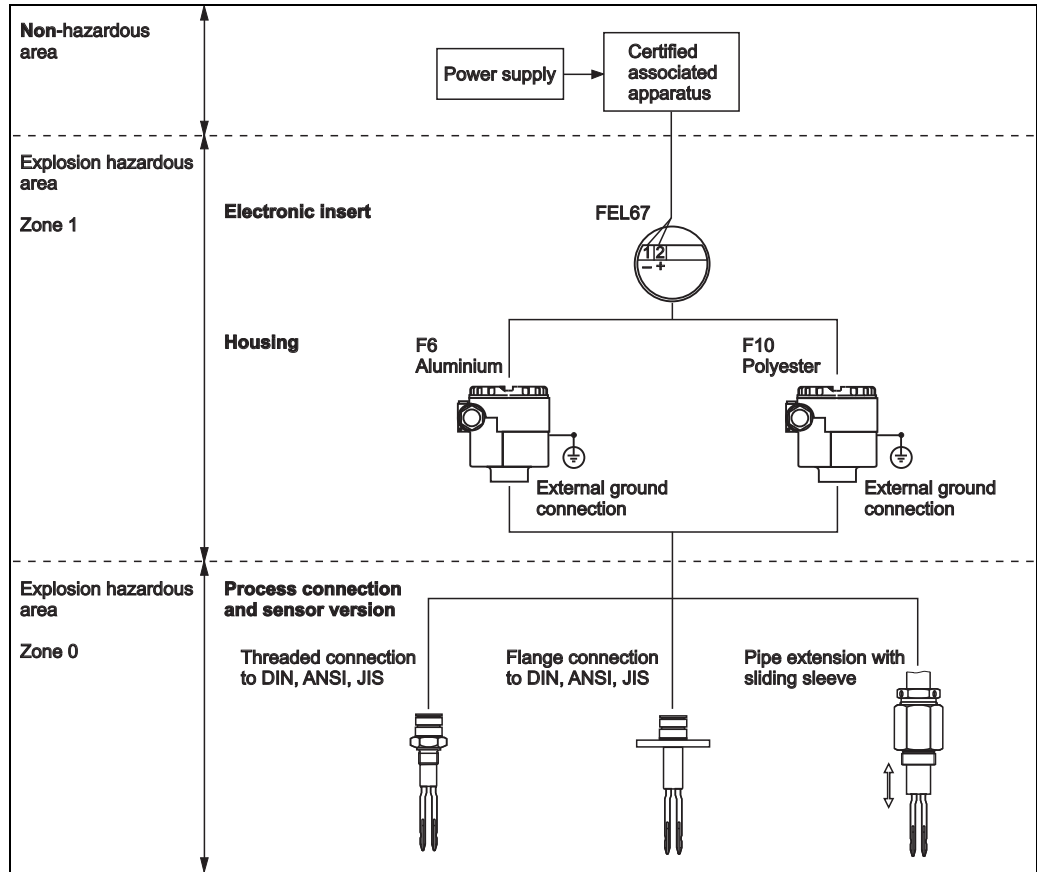 Non-hazardous
area
Power supply
Certified
associated
apparatus
Explosion hazardous
area
Zone 1
Electronic insert
FEL67
1 2
– +
Housing
F6
Aluminium
F10
Polyester
External ground
connection
External ground
connection
Explosion hazardous
area
Zone 0
Process connection
and sensor version
Threaded connection
to DIN, ANSI, JIS
Flange connection
to DIN, ANSI, JIS
Pipe extension with
sliding sleeve